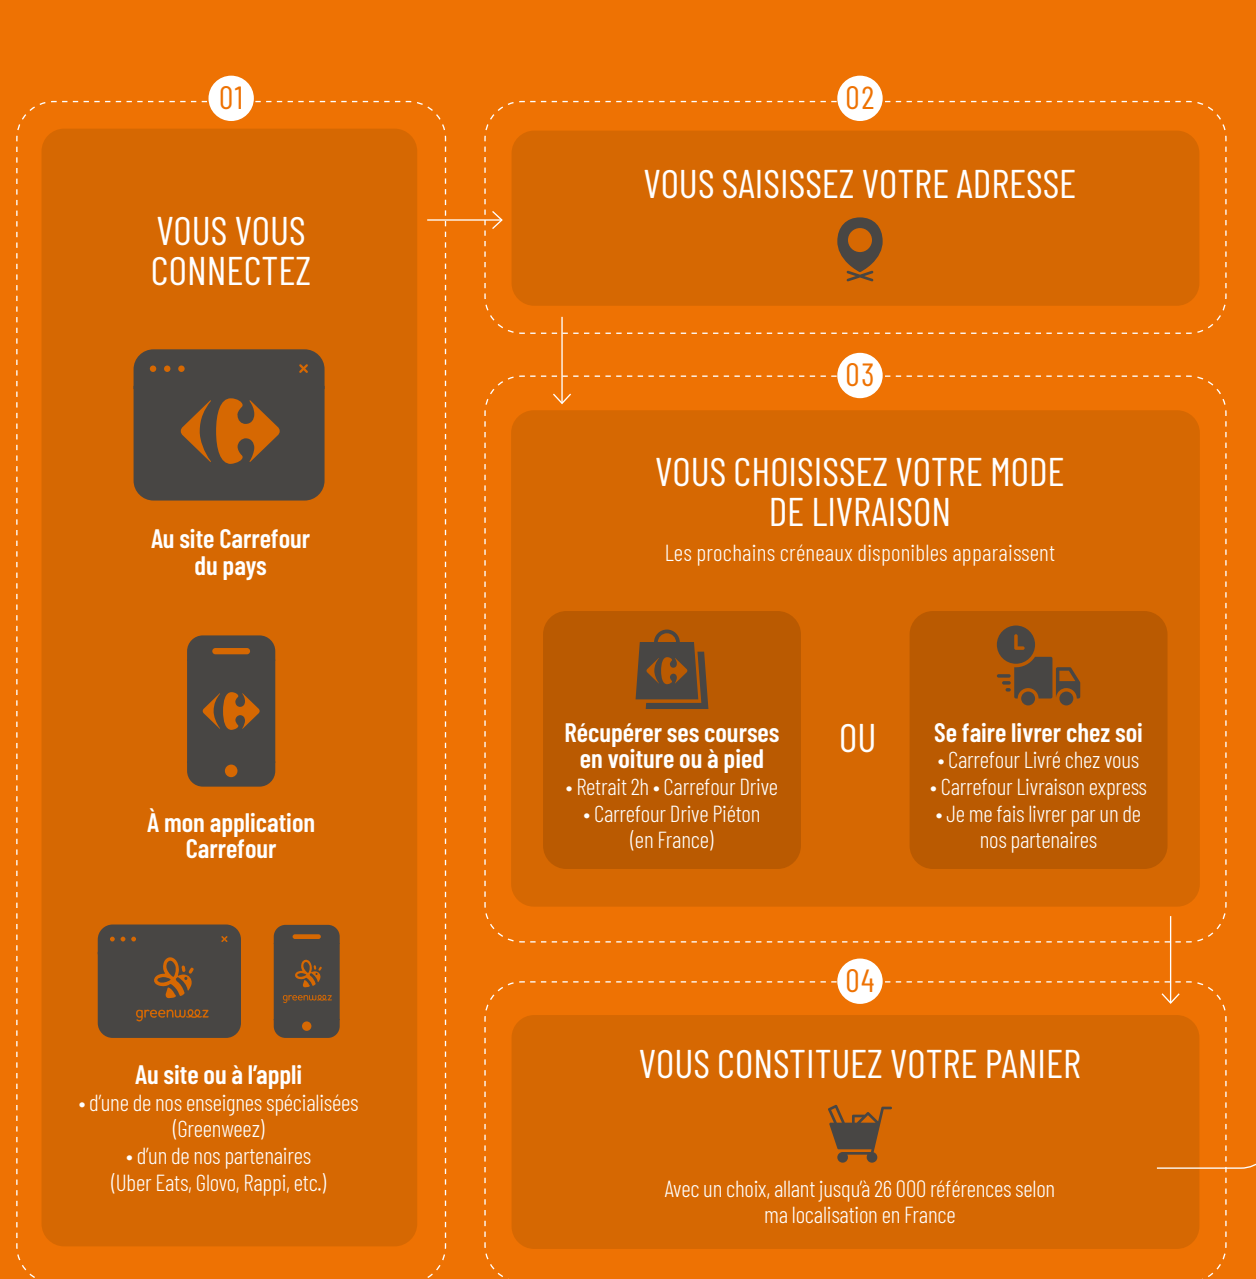 01
VOUS VOUS
CONNECTEZ
Au site Carrefour
du pays
À mon application
Carrefour
greenweez
greenweez
Au site ou à l’appli
• d’une de nos enseignes spécialisées
(Greenweez)
• d’un de nos partenaires
(Uber Eats, Glovo, Rappi, etc.)
02
VOUS SAISISSEZ VOTRE ADRESSE
03
VOUS CHOISISSEZ VOTRE MODE
DE LIVRAISON
Les prochains créneaux disponibles apparaissent
Récupérer ses courses
en voiture ou à pied
• Retrait 2h • Carrefour Drive
• Carrefour Drive Piéton
(en France)
OU
Se faire livrer chez soi
• Carrefour Livré chez vous
• Carrefour Livraison express
• Je me fais livrer par un de
nos partenaires
04
VOUS CONSTITUEZ VOTRE PANIER
Avec un choix, allant jusqu’à 26 000 références selon
ma localisation en France